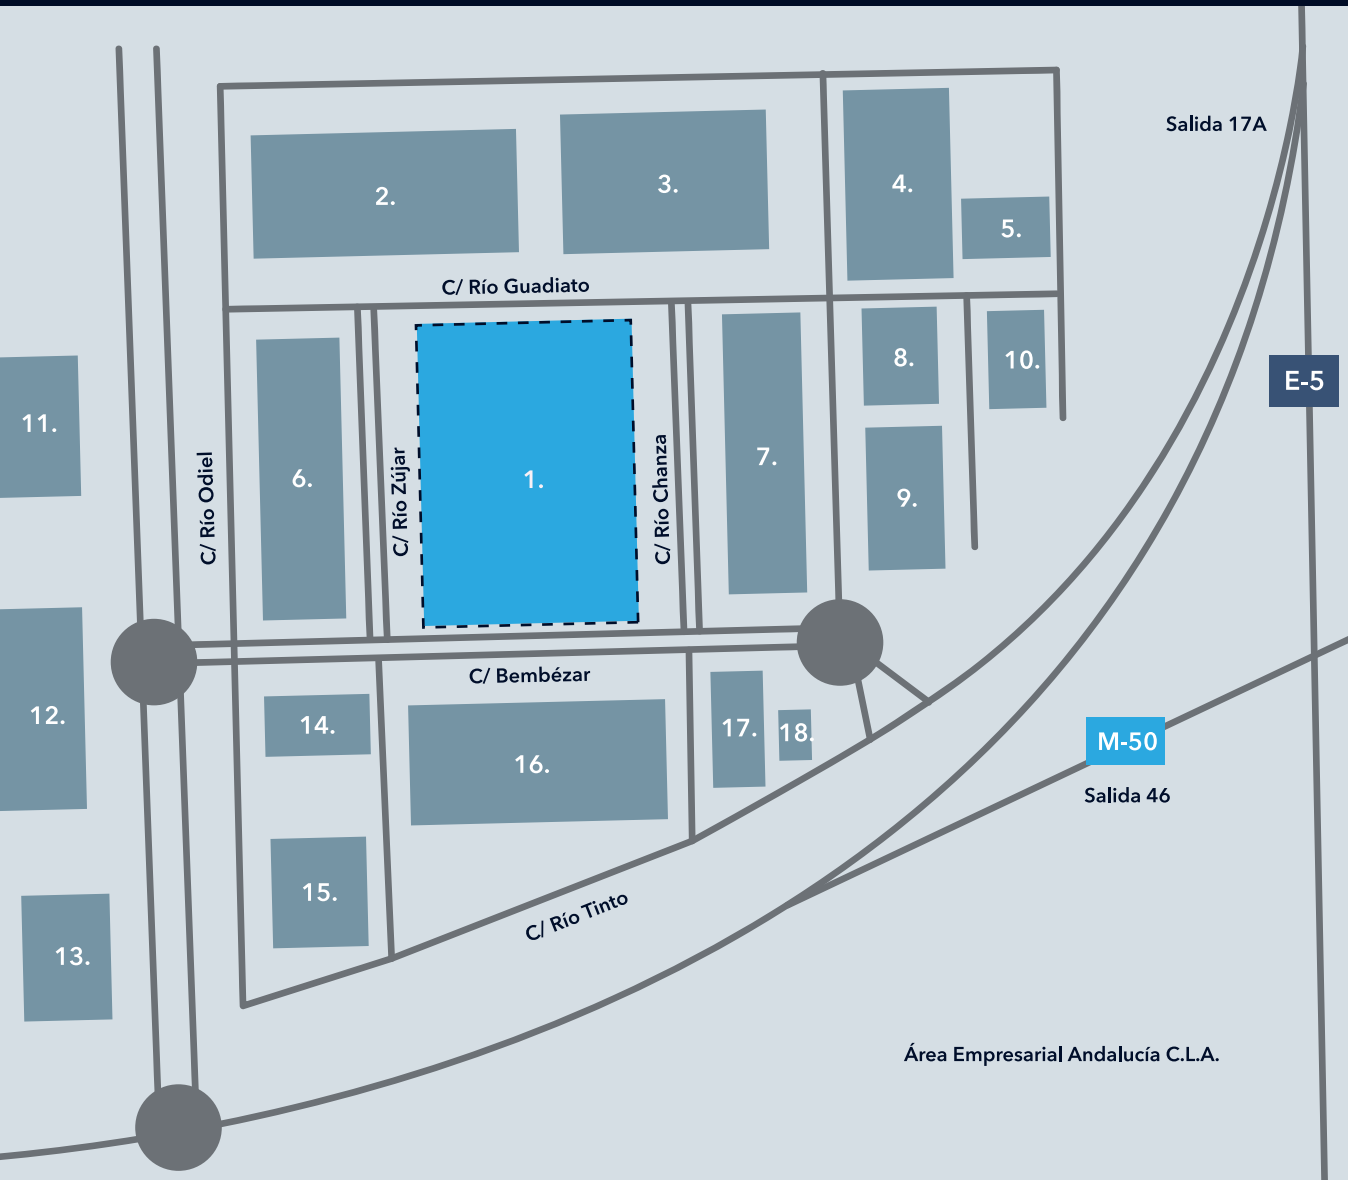 Salida 17A
2.
3.
4.
5.
C/ Río Guadiato
8.
10.
E-5
11.
C/ Río Odiel
6.
C/ Río Zújar
1.
C/ Río Chanza
7.
9.
C/ Bembézar
12.
14.
16.
17.
18.
M-50
Salida 46
15.
C/ Río Tinto
13.
Área Empresarial Andalucía C.L.A.